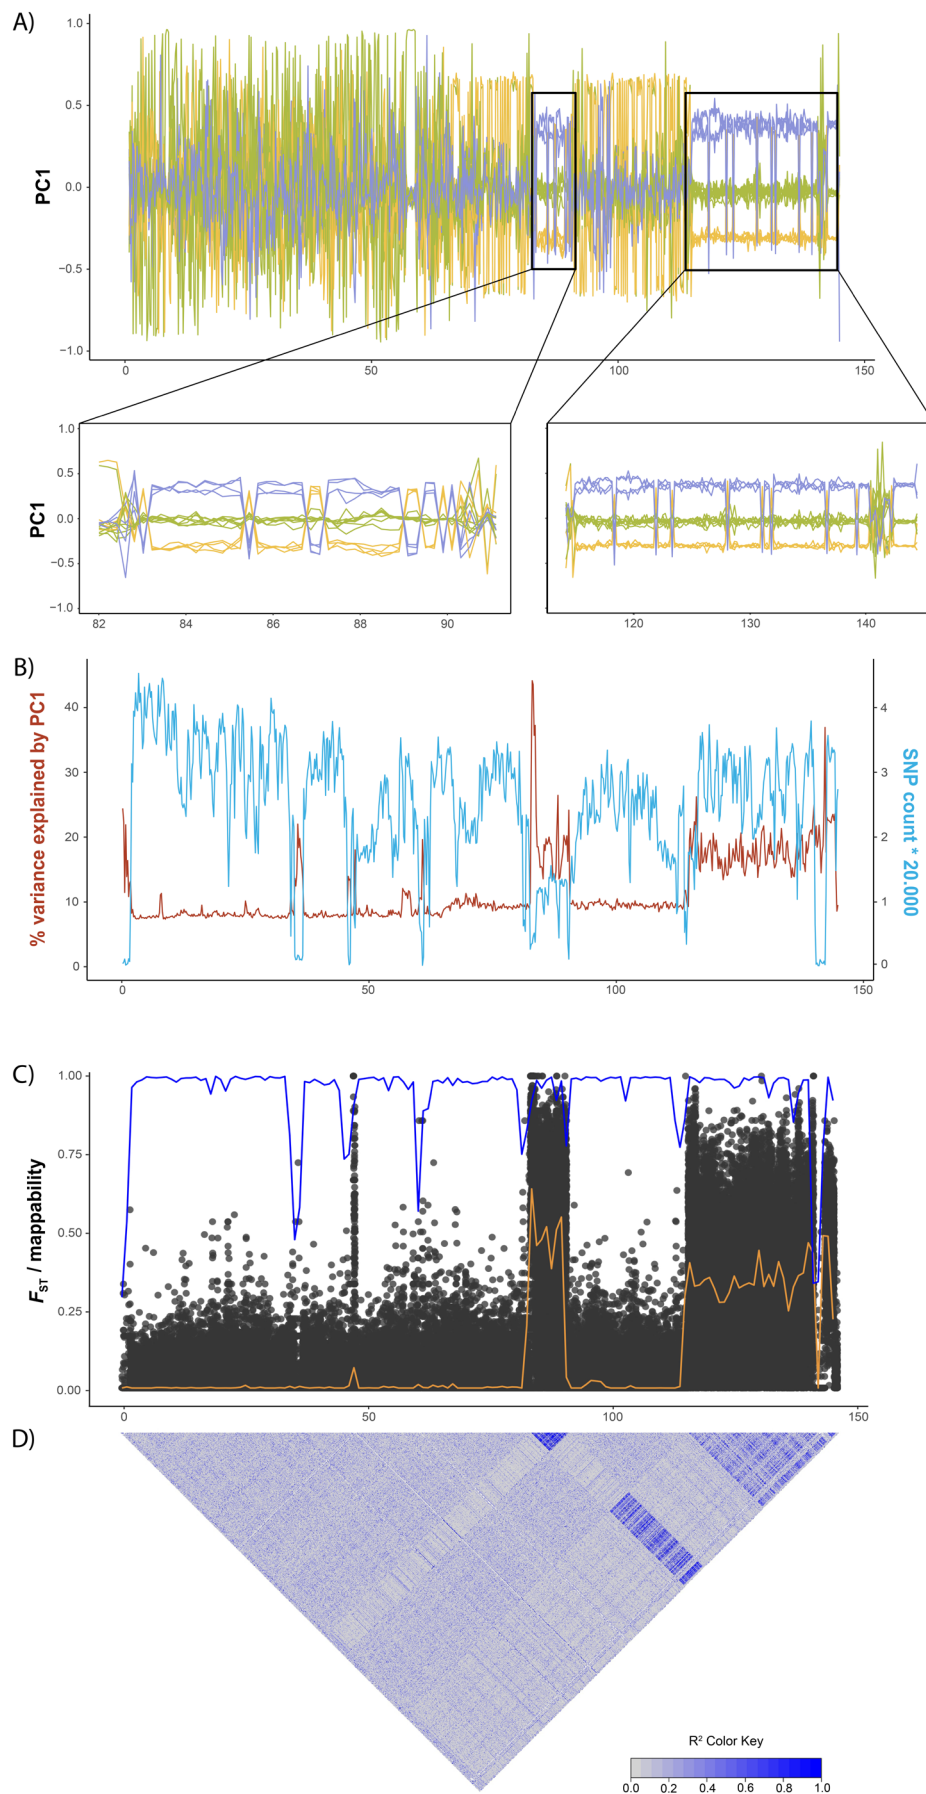 A)
PC1
1.0
0.5
0.0
−0.5
−1.0
0 50 100 150
PC1
1.0
0.5
0.0
−0.5
−1.0
82 84 86 88 90
120 130 140
B)
% variance explained by PC1
40
30
20
10
0
4
3
2
1
0
SNP count * 20.000
0 50 100 150
C)
FST / mappability
1.00
0.75
0.50
0.25
0.00
0 50 100 150
D)
R² Color Key
0.0 0.2 0.4 0.6 0.8 1.0